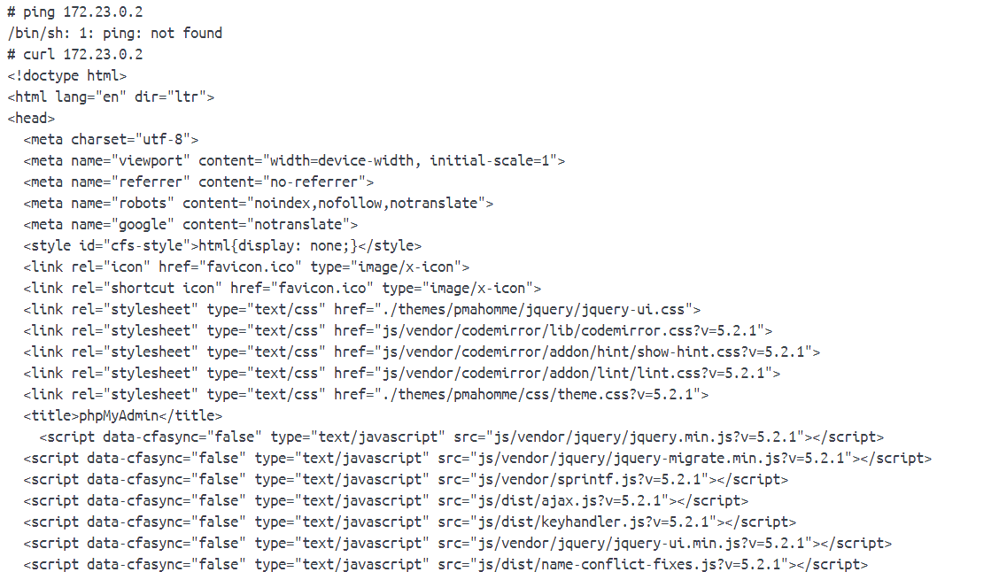 # ping 172.23.0.2
/bin/sh: 1: ping: not found
# curl 172.23.0.2
<!doctype html>
<html lang="en" dir="ltr">
<head>
  <meta charset="utf-8">
  <meta name="viewport" content="width=device-width, initial-scale=1">
  <meta name="referrer" content="no-referrer">
  <meta name="robots" content="noindex,nofollow,notranslate">
  <meta name="google" content="notranslate">
  <style id="cfs-style">html{display: none;}</style>
  <link rel="icon" href="favicon.ico" type="image/x-icon">
  <link rel="shortcut icon" href="favicon.ico" type="image/x-icon">
  <link rel="stylesheet" type="text/css" href="./themes/pmahomme/jquery/jquery-ui.css">
  <link rel="stylesheet" type="text/css" href="js/vendor/codemirror/lib/codemirror.css?v=5.2.1">
  <link rel="stylesheet" type="text/css" href="js/vendor/codemirror/addon/hint/show-hint.css?v=5.2.1">
  <link rel="stylesheet" type="text/css" href="js/vendor/codemirror/addon/lint/lint.css?v=5.2.1">
  <link rel="stylesheet" type="text/css" href="./themes/pmahomme/css/theme.css?v=5.2.1">
  <title>phpMyAdmin</title>
    <script data-cfasync="false" type="text/javascript" src="js/vendor/jquery/jquery.min.js?v=5.2.1"></script>
  <script data-cfasync="false" type="text/javascript" src="js/vendor/jquery/jquery-migrate.min.js?v=5.2.1"></script>
  <script data-cfasync="false" type="text/javascript" src="js/vendor/sprintf.js?v=5.2.1"></script>
  <script data-cfasync="false" type="text/javascript" src="js/dist/ajax.js?v=5.2.1"></script>
  <script data-cfasync="false" type="text/javascript" src="js/dist/keyhandler.js?v=5.2.1"></script>
  <script data-cfasync="false" type="text/javascript" src="js/vendor/jquery/jquery-ui.min.js?v=5.2.1"></script>
  <script data-cfasync="false" type="text/javascript" src="js/dist/name-conflict-fixes.js?v=5.2.1"></script>